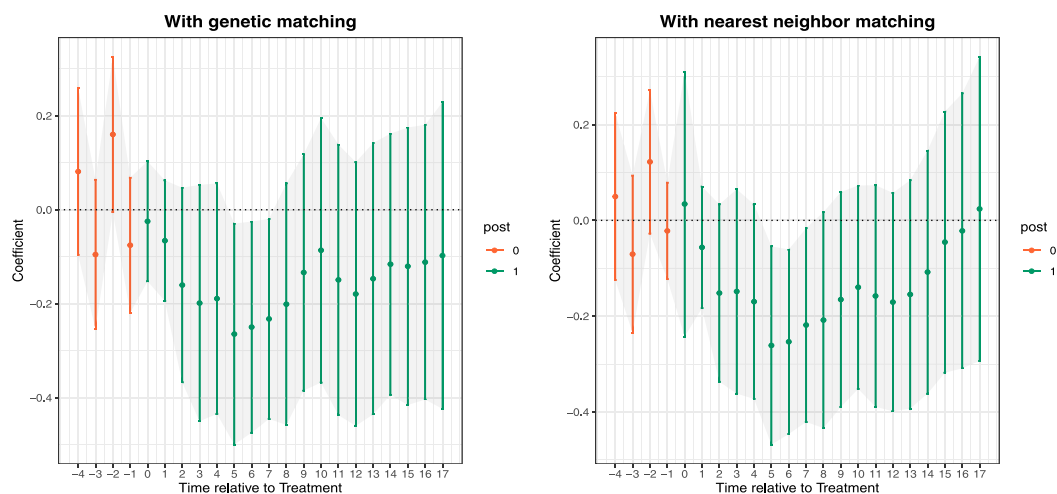 With genetic matching
0.2
0.0
−0.2
−0.4
Coefficient
−4 −3 −2 −1 0 1 2 3 4 5 6 7 8 9 10 11 12 13 14 15 16 17
Time relative to Treatment
post
0
1
With nearest neighbor matching
0.2
0.0
−0.2
−0.4
Coefficient
−4 −3 −2 −1 0 1 2 3 4 5 6 7 8 9 10 11 12 13 14 15 16 17
Time relative to Treatment
post
0
1